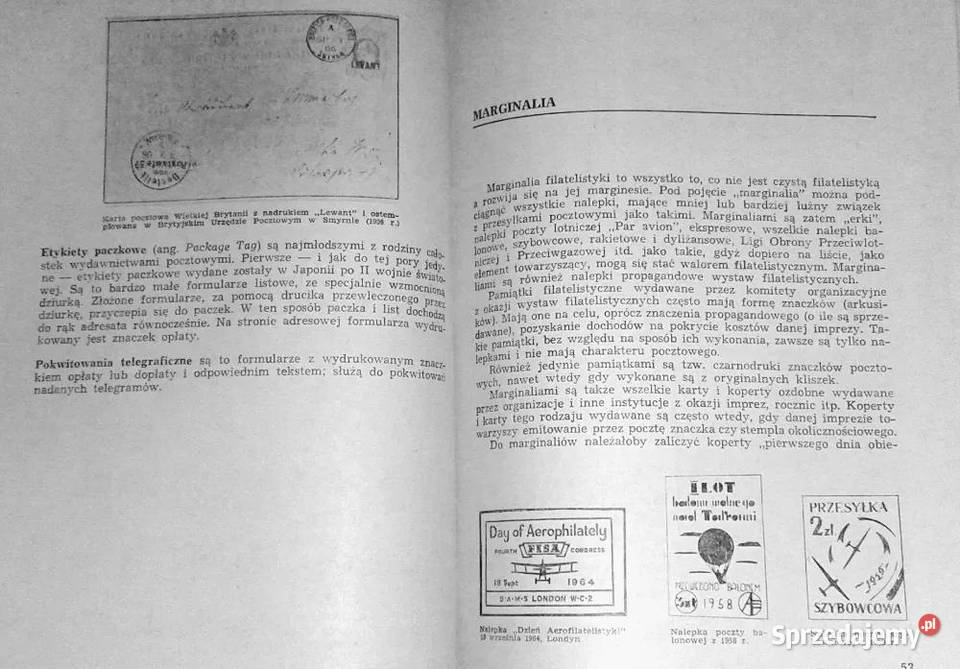 LEWANT
Karta pocztowa Wielkiej Brytanii z nadrukiem „Lewant" i ostem-
plowana w Brytyjskim Urzędzie Pocztowym w Smyrnie (1906 r.)
Etykiety paczkowe (ang. Package Tag) są najmłodszymi z rodziny cało-
stek wydawnictwami pocztowymi. Pierwsze — i jak do tej pory jedy-
ne — etykiety paczkowe wydane zostały w Japonii po II wojnie świato-
wej. Są to bardzo małe formularze listowe, ze specjalnie wzmocnioną
dziurką. Złożone formularze, za pomocą drucika przewleczonego przez
dziurkę, przyczepia się do paczek. W ten sposób paczka i list dochodzą
do rąk adresata równocześnie. Na stronie adresowej formularza wydru-
kowany jest znaczek opłaty.
Pokwitowania telegraficzne są to formularze z wydrukowanym znacz-
kiem opłaty lub dopłaty i odpowiednim tekstem; służą do pokwitowań
nadanych telegramów.
MARGINALIA
Marginalia filatelistyki to wszystko to, co nie jest czystą filatelistyką
a rozwija się na jej marginesie. Pod pojęcie „marginalia" można pod-
ciągnąć wszystkie nalepki, mające mniej lub bardziej luźny związek
z przesyłkami pocztowymi jako takimi. Marginaliami są zatem „erki",
nalepki poczty lotniczej „Par avion", ekspresowe, wszelkie nalepki ba-
lonowe, szybowcowe, rakietowe i dyliżansowe, Ligi Obrony Przeciwlot-
niczej i Przeciwgazowej itd. jako takie, gdyż dopiero na liście, jako
element towarzyszący, mogą się stać walorem filatelistycznym. Margina-
liami są również nalepki propagandowe wystaw filatelistycznych.
Pamiątki filatelistyczne wydawane przez komitety organizacyjne
z okazji wystaw filatelistycznych często mają formę znaczków (arkusi-
ków). Mają one na celu, oprócz znaczenia propagandowego (o ile są sprze-
dawane), pozyskanie dochodów na pokrycie kosztów danej imprezy. Ta-
kie pamiątki, bez względu na sposób ich wykonania, zawsze są tylko na-
lepkami i nie mają charakteru pocztowego.
Również jedynie pamiątkami są tzw. czarnodruki znaczków poczto-
wych, nawet wtedy gdy wykonane są z oryginalnych kliszek.
Marginaliami są także wszelkie karty i koperty ozdobne wydawane
przez organizacje i inne instytucje z okazji imprez, rocznic itp. Koperty
i karty tego rodzaju wydawane są często wtedy, gdy danej imprezie to-
warzyszy emitowanie przez pocztę znaczka czy stempla okolicznościowego.
Do marginaliów należałoby zaliczyć koperty „pierwszego dnia obie-
Day of Aerophilately
FOURTH FISA CONGRESS
18 Sept 1964
B·A·M·S LONDON W·C·2
Nalepka „Dzień Aerofilatelistyki"
18 września 1964, Londyn
II LOT
balonu wolnego
nad Tatrami
PRZEWIEZIONO BALONEM
3zł 1958
Nalepka poczty ba-
lonowej z 1958 r.
PRZESYŁKA
2zł
1926
SZYBOWCOWA
Sprzedajemy.pl
53